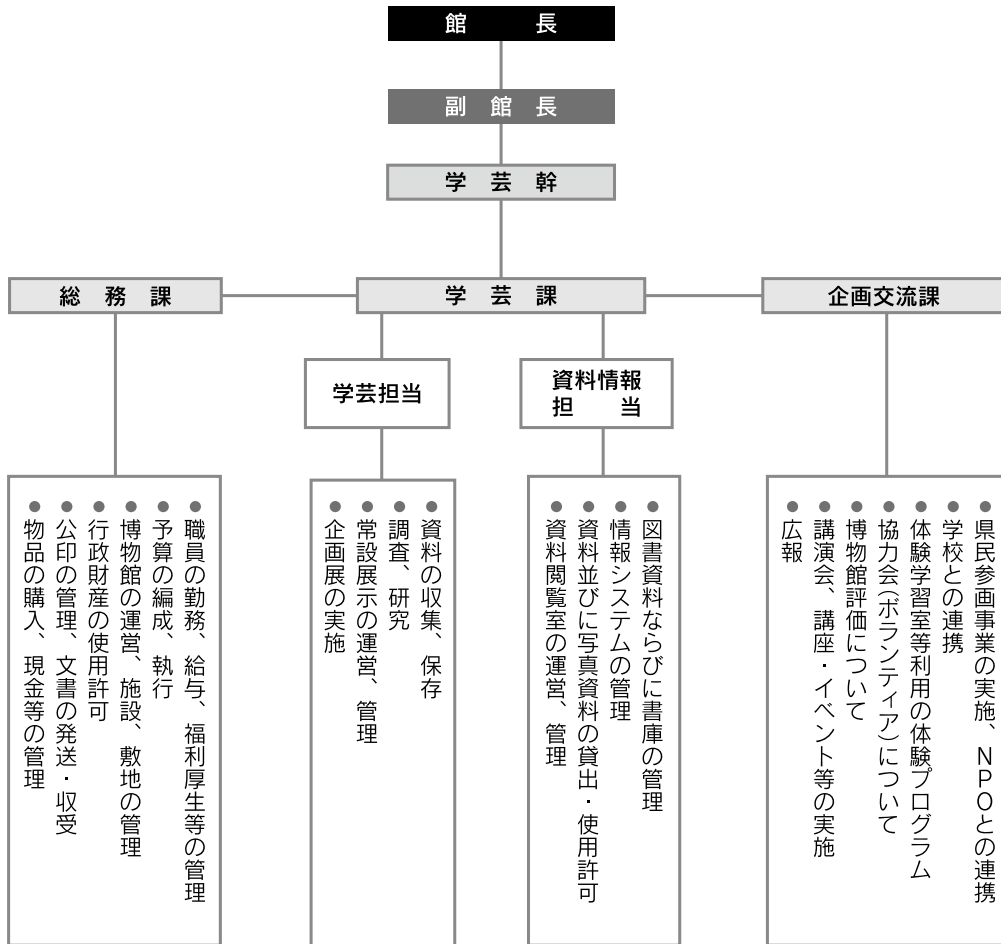 館長
副館長
学芸幹
総務課
学芸課
企画交流課
学芸担当
資料情報
担当
職員の勤務、給与、福利厚生等の管理
予算の編成、執行
博物館の運営、施設、敷地の管理
行政財産の使用許可
公印の管理、文書の発送・収受
物品の購入、現金等の管理
資料の収集、保存
調査、研究
常設展示の運営、管理
企画展の実施
図書資料ならびに書庫の管理
情報システムの管理
資料並びに写真資料の貸出・使用許可
資料閲覧室の運営、管理
県民参画事業の実施、NPOとの連携
学校との連携
体験学習室等利用の体験プログラム
協力会(ボランティア)について
博物館評価について
講演会、講座・イベント等の実施
広報